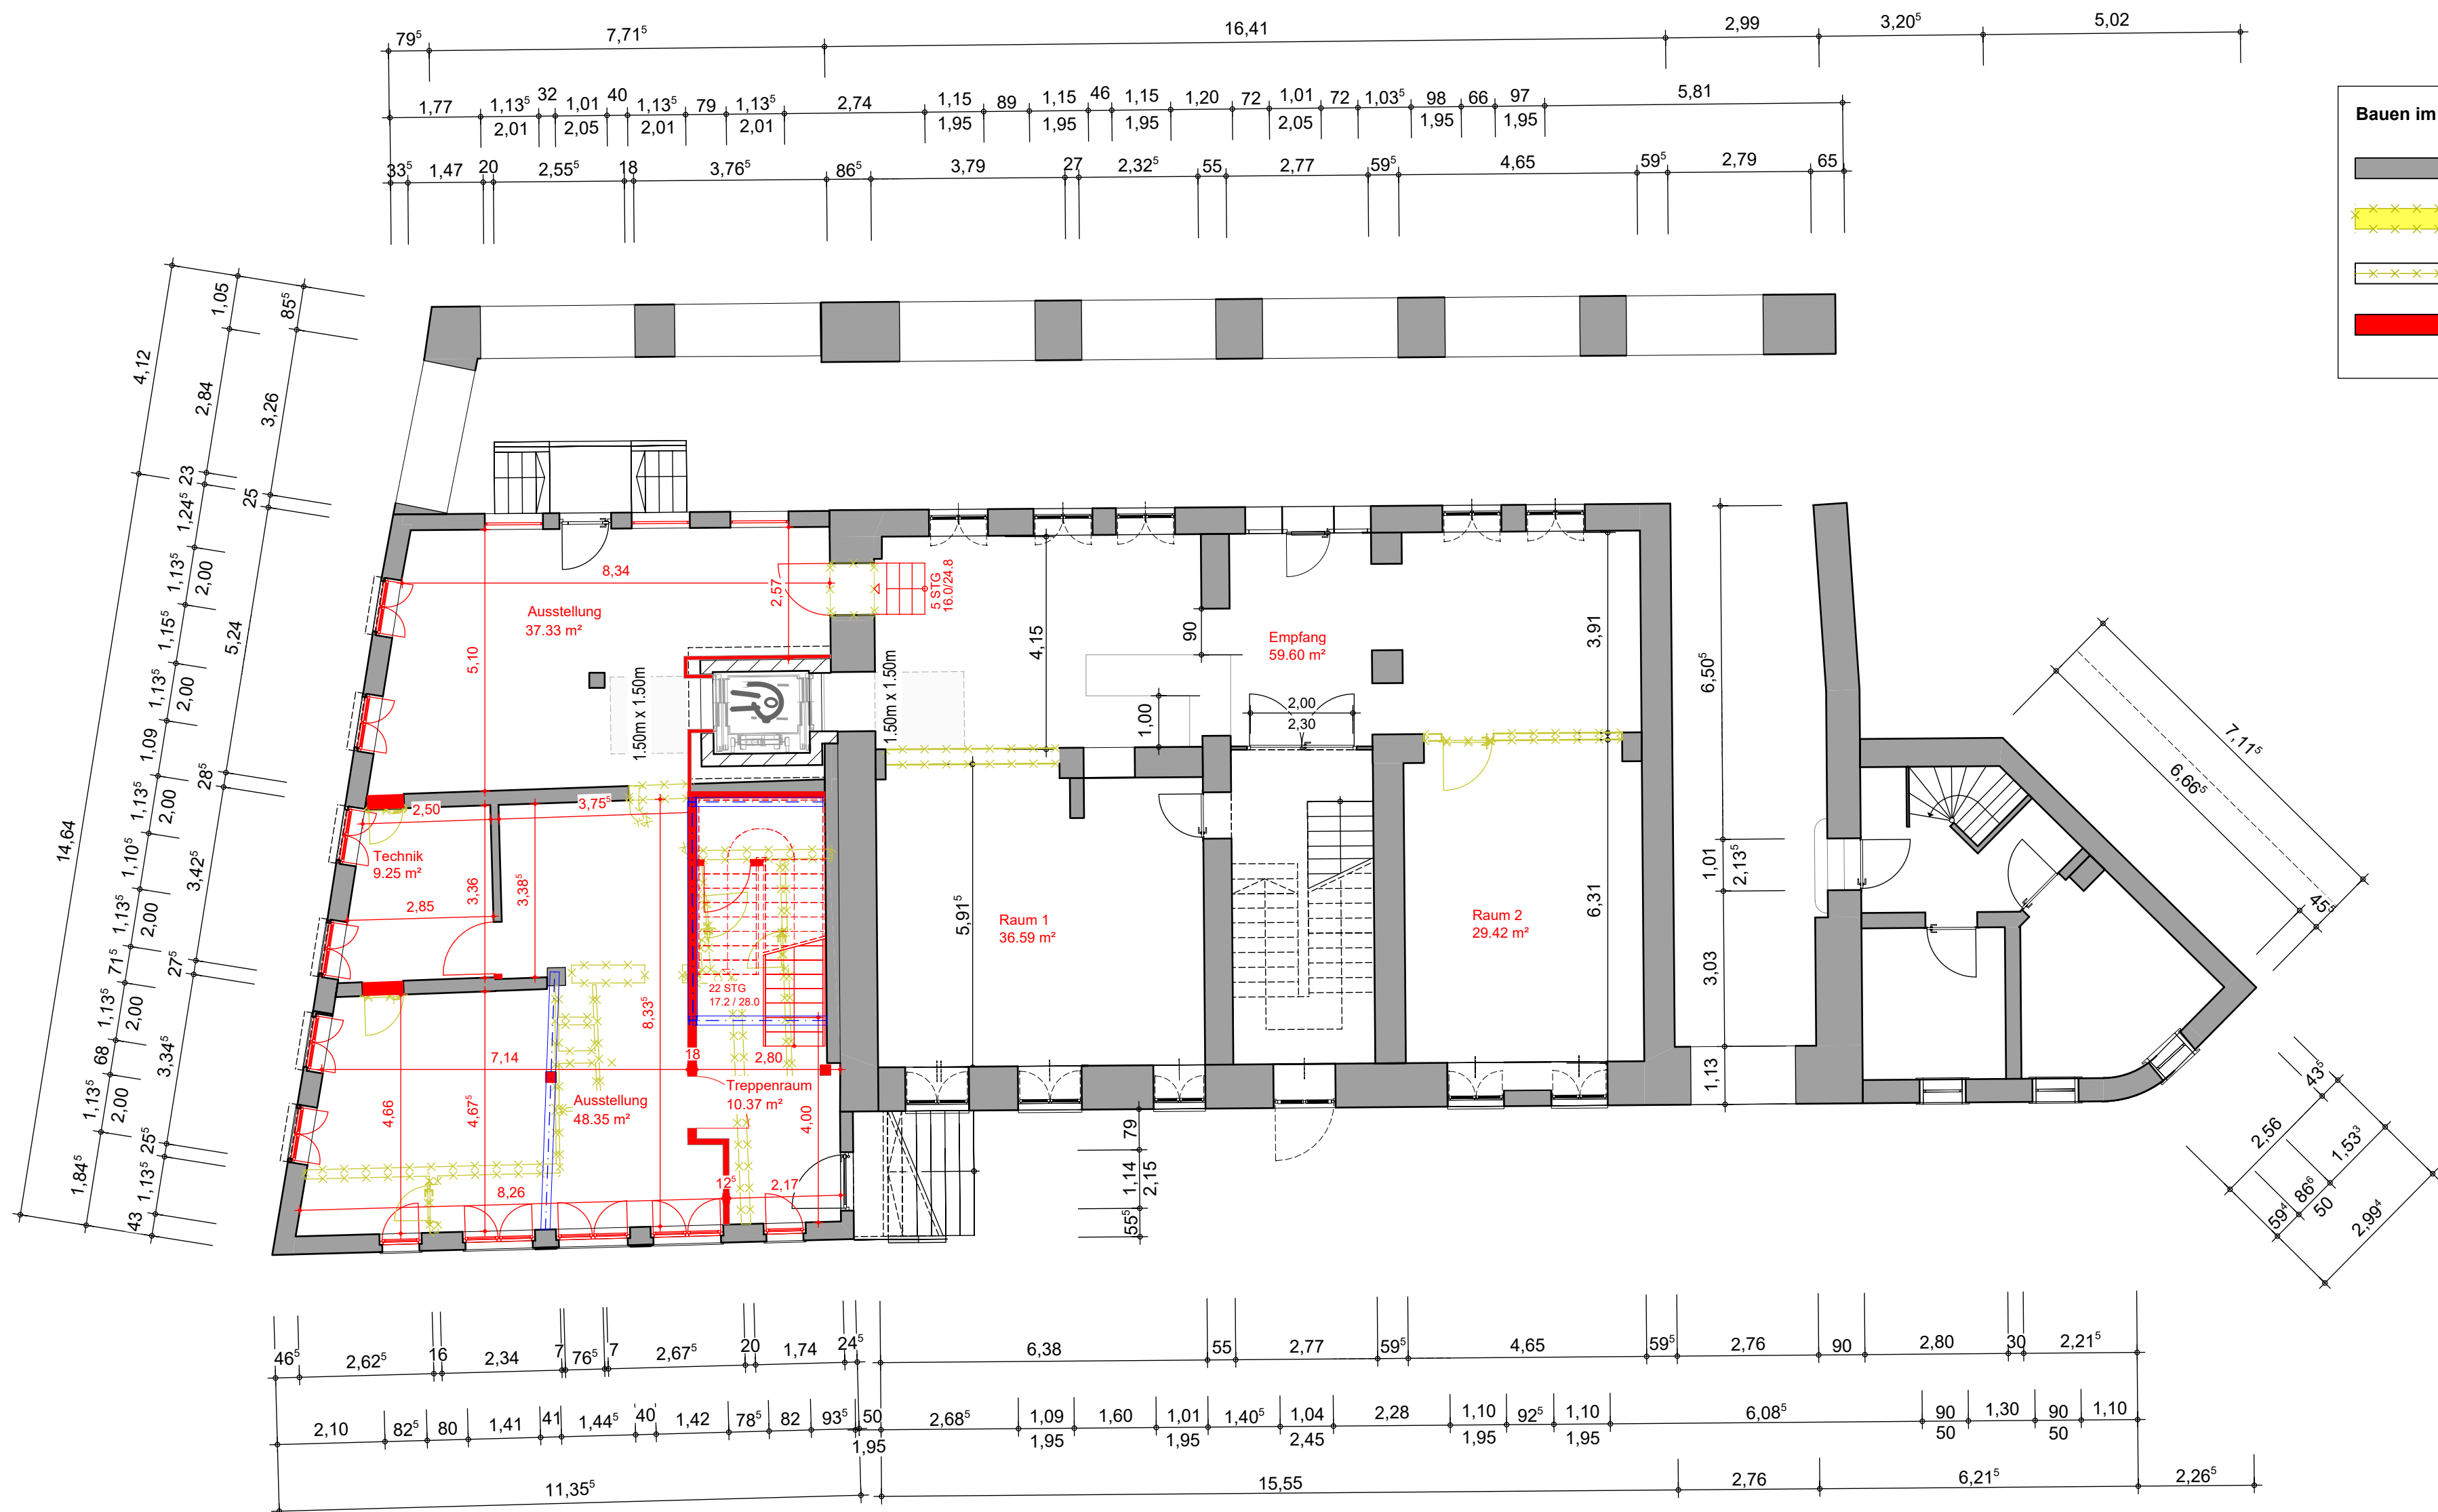 79⁵ 7,71⁵ 16,41 2,99 3,20⁵ 5,02
1,77 1,13⁵ 32 1,01 40 1,13⁵ 79 1,13⁵ 2,74 1,15 89 1,15 46 1,15 1,20 72 1,01 72 1,03⁵ 98 66 97 5,81
2,01 2,05 2,01 2,01 1,95 1,95 1,95 2,05 1,95 1,95
33⁵ 1,47 20 2,55⁵ 18 3,76⁵ 86⁵ 3,79 27 2,32⁵ 55 2,77 59⁵ 4,65 59⁵ 2,79 65
Bauen im
4,12 14,64
1,05 2,84 23 1,24⁵ 1,13⁵ 1,15⁵ 1,13⁵ 1,09 1,13⁵ 1,10⁵ 1,13⁵ 71⁵ 1,13⁵ 68 1,13⁵ 1,84⁵
2,00 2,00 2,00 2,00 2,00 2,00
85⁵ 3,26 25 5,24 28⁵ 3,42⁵ 27⁵ 3,34⁵ 25⁵ 1,13⁵ 43
8,34
Ausstellung
37.33 m²
5,10
2,57
5 STG
16.0/24.8
1.50m x 1.50m
1.50m x 1.50m
4,15
90
Empfang
59.60 m²
3,91
1,00
2,00
2,30
2,50
3,75⁵
Technik
9.25 m²
3,36
3,38⁵
2,85
22 STG
17.2 / 28.0
8,33⁵
7,14
18
2,80
Treppenraum
10.37 m²
Ausstellung
48.35 m²
4,66
4,67⁵
4,00
8,26
12⁵
2,17
5,91⁵
Raum 1
36.59 m²
Raum 2
29.42 m²
6,31
6,50⁵
1,01
2,13⁵
3,03
1,13
79
1,14
2,15
55⁵
7,11⁵
6,66⁵
45⁵
43⁵
2,56
1,53³
86⁶
50
59⁴
2,99⁴
46⁵ 2,62⁵ 16 2,34 7 76⁵ 7 2,67⁵ 20 1,74 24⁵ 6,38 55 2,77 59⁵ 4,65 59⁵ 2,76 90 2,80 30 2,21⁵
2,10 82⁵ 80 1,41 41 1,44⁵ 40 1,42 78⁵ 82 93⁵ 50 2,68⁵ 1,09 1,60 1,01 1,40⁵ 1,04 2,28 1,10 92⁵ 1,10 6,08⁵ 90 1,30 90 1,10
1,95 1,95 1,95 2,45 1,95 1,95 50 50
11,35⁵ 15,55 2,76 6,21⁵ 2,26⁵